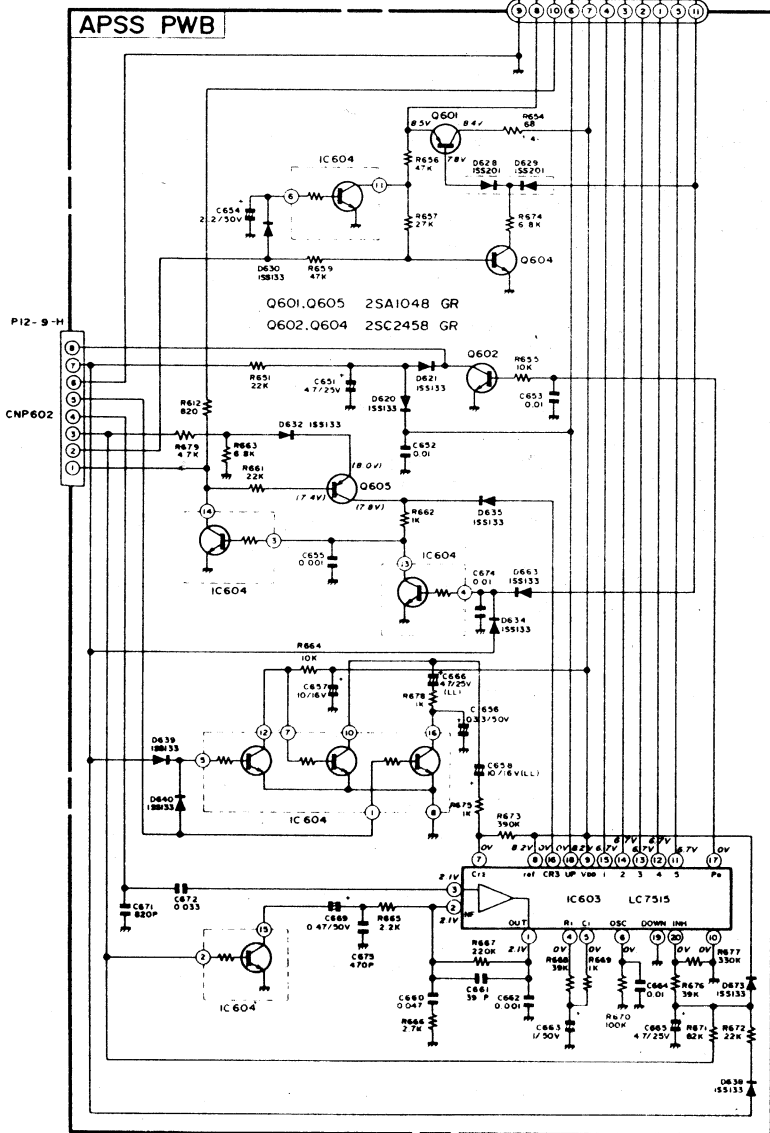 9 8 10 6 7 4 3 2 1 5 11
APSS PWB
8.5V Q601 8.4V R654 68
7.8V
IC604
R656 47K
D628 1SS201 D629 1SS201
6 11
C654 2.2/50V
R657 27K
R674 6.8K
D630 1SS133
R659 47K
Q604
Q601.Q605 2SA1048 GR
Q602.Q604 2SC2458 GR
P12-9-H
CNP602
8
7
6
5
4
3
2
1
R651 22K
C651 4.7/25V
D621 1SS133
Q602
R655 10K
C653 0.01
R612 820
D620 1SS133
D632 1SS133
C652 0.01
R679 4.7K
R663 6.8K
R661 22K
(8.0V)
Q605
(7.4V)
(7.8V)
R662 1K
D635 1SS133
14
3
C655 0.001
13
IC604
C674 0.01
D663 1SS133
4
IC604
D634 1SS133
R664 10K
C657 10/16V
C666 47/25V (LL)
R678 1K
C656 033/50V
12 7 10 16
D639 1SS133
5
C658 10/16V(LL)
D640 1SS133
1 8
IC604
R675 1K
R673 390K
0V 8.2V 0V 0V 8.2V 6.7V 6.7V 6.7V 6.7V 6.7V 0V
7 8 16 18 9 15 14 13 12 11 17
Cr2 ref CR3 UP VDD 1 2 3 4 5 Pa
2.1V 3
2.1V 2 NF
IC603 LC7515
OUT R1 C1 OSC DOWN INH
1 4 5 6 19 20 10
2.1V 0V 0V 0V 0V 0V
C671 820P
C672 0.033
C669 0.47/50V
R665 2.2K
C675 470P
15
2
IC604
R667 220K
C661 39P
C660 0.047
R666 2.7K
C662 0.001
R668 39K
R669 1K
C663 1/50V
R670 100K
C664 0.01
R677 330K
R676 39K
C665 4.7/25V
R671 82K
R672 22K
D673 1SS133
D638 1SS133